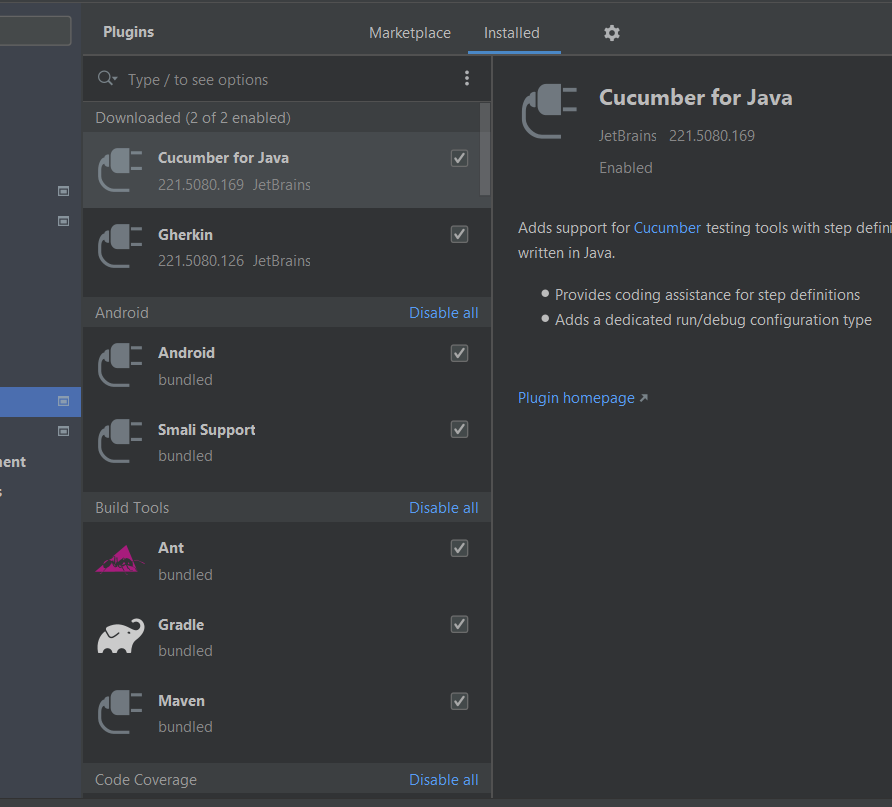 Plugins
Marketplace
Installed
Type / to see options
Downloaded (2 of 2 enabled)
Cucumber for Java
221.5080.169 JetBrains
Gherkin
221.5080.126 JetBrains
Android
Disable all
Android
bundled
Smali Support
bundled
Build Tools
Disable all
Ant
bundled
Gradle
bundled
Maven
bundled
Code Coverage
Disable all
Cucumber for Java
JetBrains 221.5080.169
Enabled
Adds support for Cucumber testing tools with step defini
written in Java.
Provides coding assistance for step definitions
Adds a dedicated run/debug configuration type
Plugin homepage